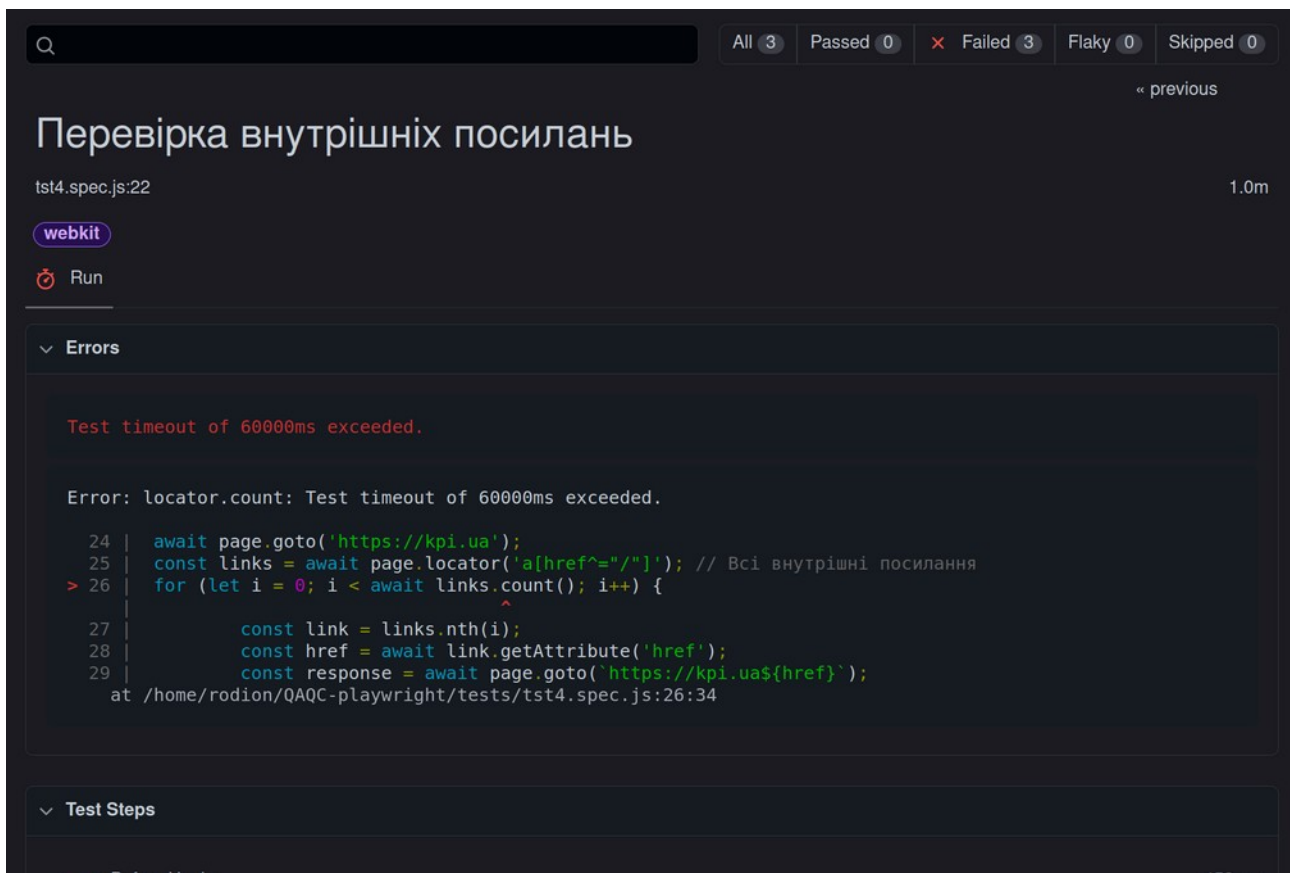 All 3 Passed 0 Failed 3 Flaky 0 Skipped 0
« previous
Перевірка внутрішніх посилань
tst4.spec.js:22 1.0m
webkit
Run
Errors
Test timeout of 60000ms exceeded.
Error: locator.count: Test timeout of 60000ms exceeded.
24 | await page.goto('https://kpi.ua');
25 | const links = await page.locator('a[href^="/"]'); // Всі внутрішні посилання
> 26 | for (let i = 0; i < await links.count(); i++) {
| ^
27 | const link = links.nth(i);
28 | const href = await link.getAttribute('href');
29 | const response = await page.goto(`https://kpi.ua${href}`);
at /home/rodion/QAQC-playwright/tests/tst4.spec.js:26:34
Test Steps